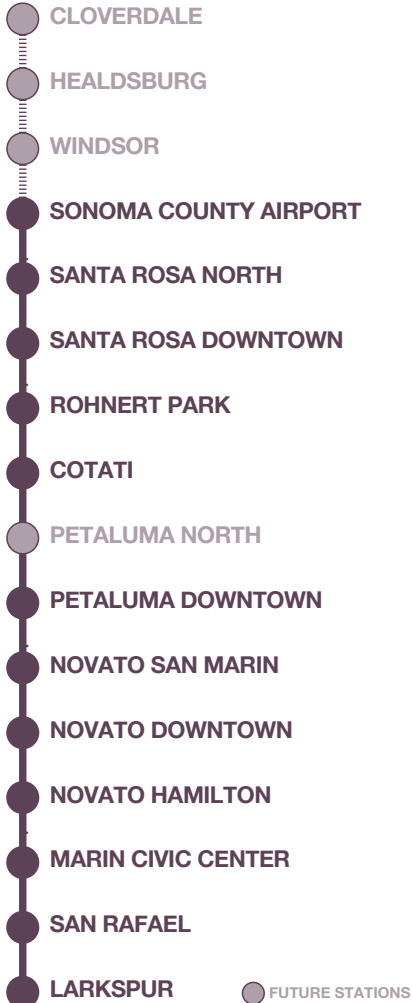 CLOVERDALE
HEALDSBURG
WINDSOR
SONOMA COUNTY AIRPORT
SANTA ROSA NORTH
SANTA ROSA DOWNTOWN
ROHNERT PARK
COTATI
PETALUMA NORTH
PETALUMA DOWNTOWN
NOVATO SAN MARIN
NOVATO DOWNTOWN
NOVATO HAMILTON
MARIN CIVIC CENTER
SAN RAFAEL
LARKSPUR
FUTURE STATIONS